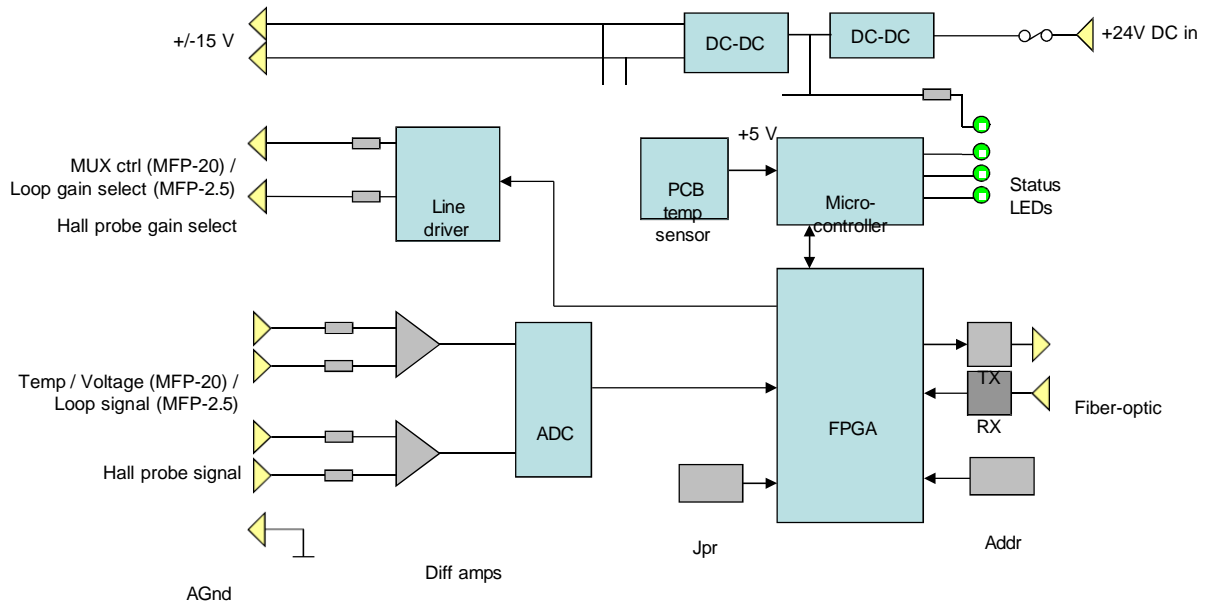 +/-15 V
DC-DC
DC-DC
+24V DC in
+5 V
MUX ctrl (MFP-20) /
Loop gain select (MFP-2.5)
Hall probe gain select
Line
driver
PCB
temp
sensor
Micro-
controller
Status
LEDs
Temp / Voltage (MFP-20) /
Loop signal (MFP-2.5)
Hall probe signal
ADC
FPGA
TX
RX
Fiber-optic
Jpr
Addr
Diff amps
AGnd